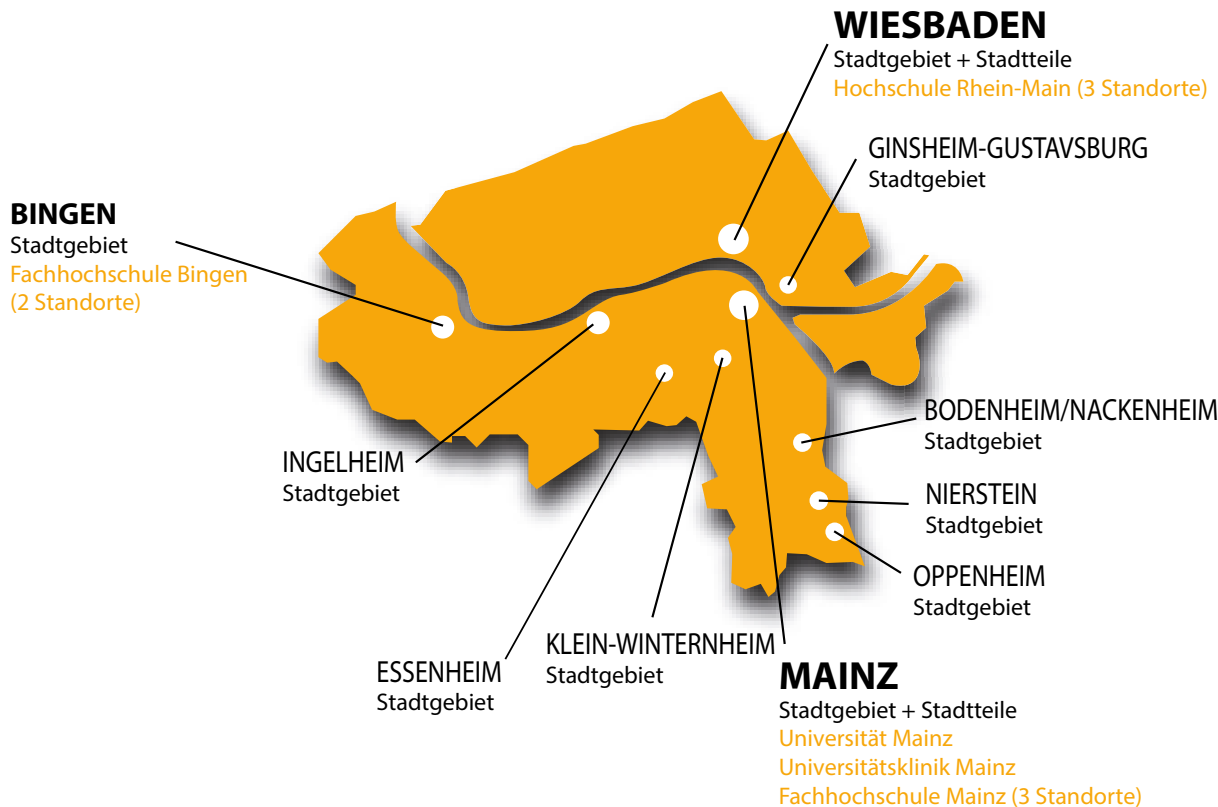 WIESBADEN
Stadtgebiet + Stadtteile
Hochschule Rhein-Main (3 Standorte)
GINSHEIM-GUSTAVSBURG
Stadtgebiet
BINGEN
Stadtgebiet
Fachhochschule Bingen
(2 Standorte)
BODENHEIM/NACKENHEIM
Stadtgebiet
INGELHEIM
Stadtgebiet
NIERSTEIN
Stadtgebiet
OPPENHEIM
Stadtgebiet
KLEIN-WINTERNHEIM
Stadtgebiet
ESSENHEIM
Stadtgebiet
MAINZ
Stadtgebiet + Stadtteile
Universität Mainz
Universitätsklinik Mainz
Fachhochschule Mainz (3 Standorte)